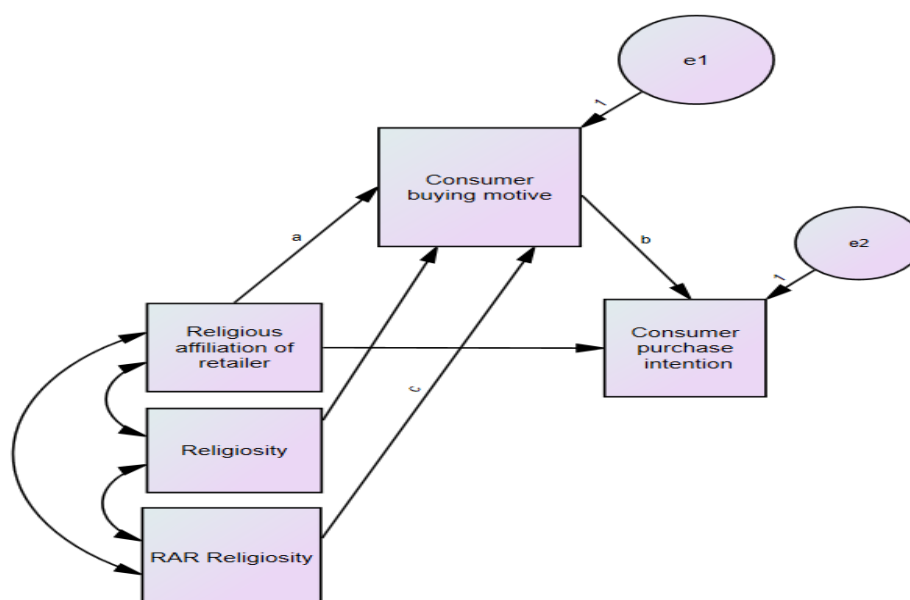 e1
1
Consumer
buying motive
a
b
e2
1
Religious
affiliation of
retailer
Consumer
purchase
intention
c
Religiosity
RAR Religiosity